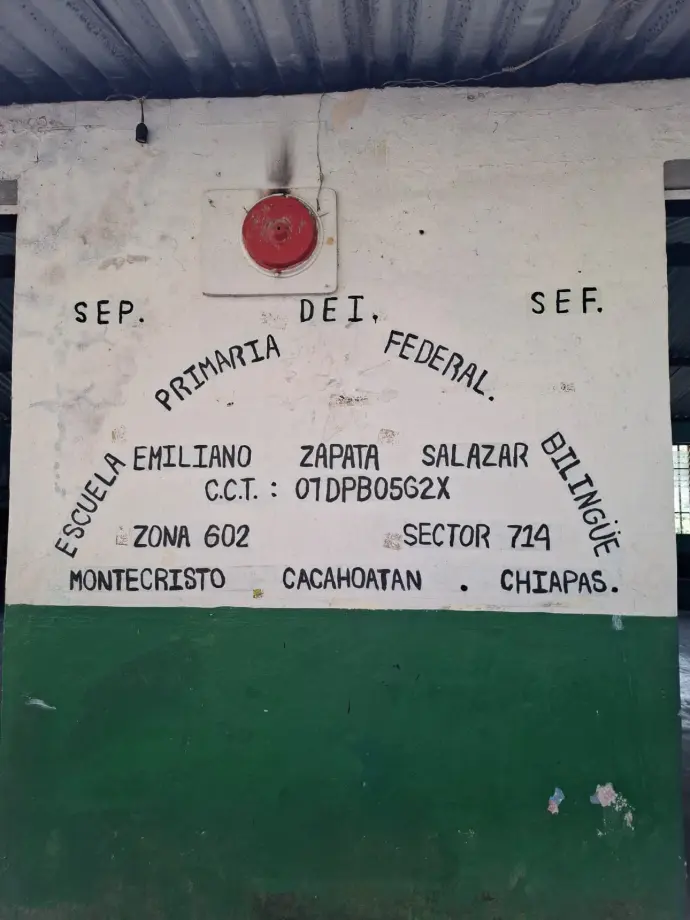 SEP. DEI. SEF.
ESCUELA PRIMARIA FEDERAL. BILINGÜE
EMILIANO ZAPATA SALAZAR
C.C.T. : 07DPB0562X
ZONA 602 SECTOR 714
MONTECRISTO CACAHOATAN . CHIAPAS.